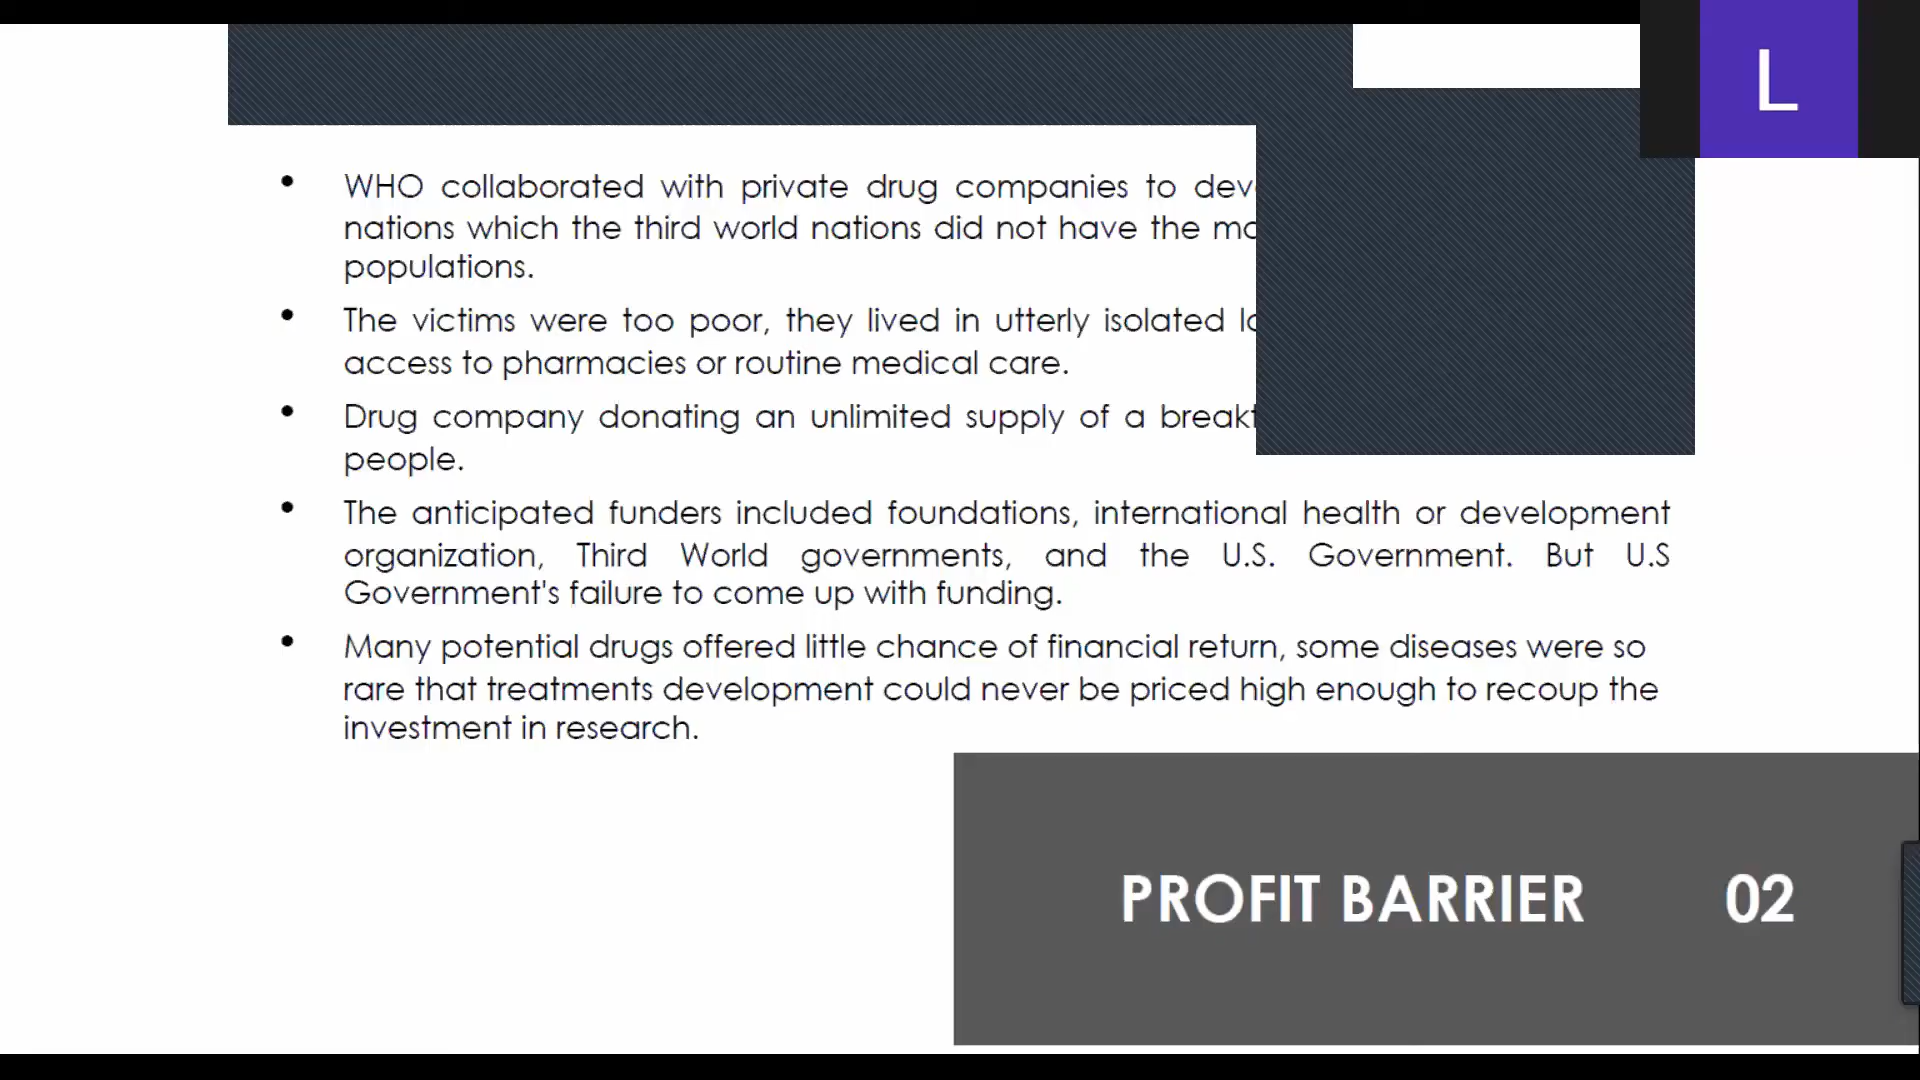 L
WHO collaborated with private drug companies to
nations which the third world nations did not have the
populations.
The victims were too poor, they lived in utterly isolated
access to pharmacies or routine medical care.
Drug company donating an unlimited supply of a
people.
The anticipated funders included foundations, international health or development
organization, Third World governments, and the U.S. Government. But U.S
Government's failure to come up with funding.
Many potential drugs offered little chance of financial return, some diseases were so
rare that treatments development could never be priced high enough to recoup the
investment in research.
PROFIT BARRIER 02